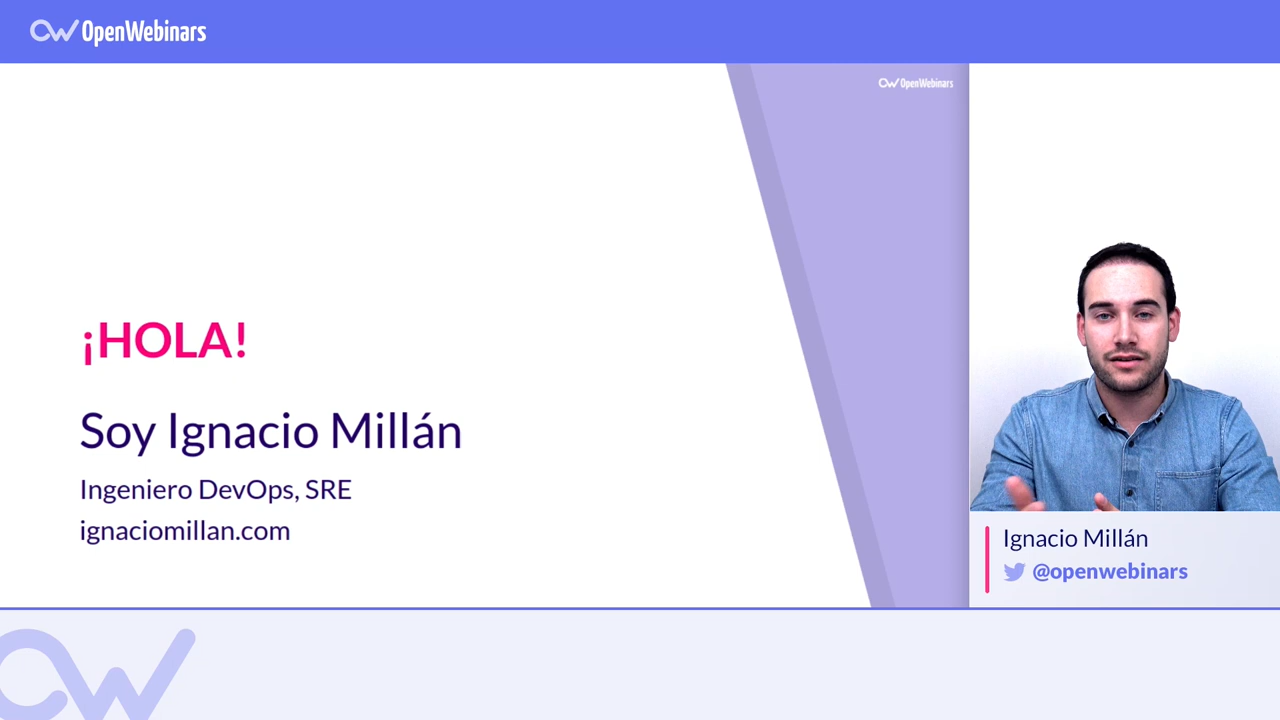 OpenWebinars
OpenWebinars
¡HOLA!
Soy Ignacio Millán
Ingeniero DevOps, SRE
ignaciomillan.com
Ignacio Millán
@openwebinars